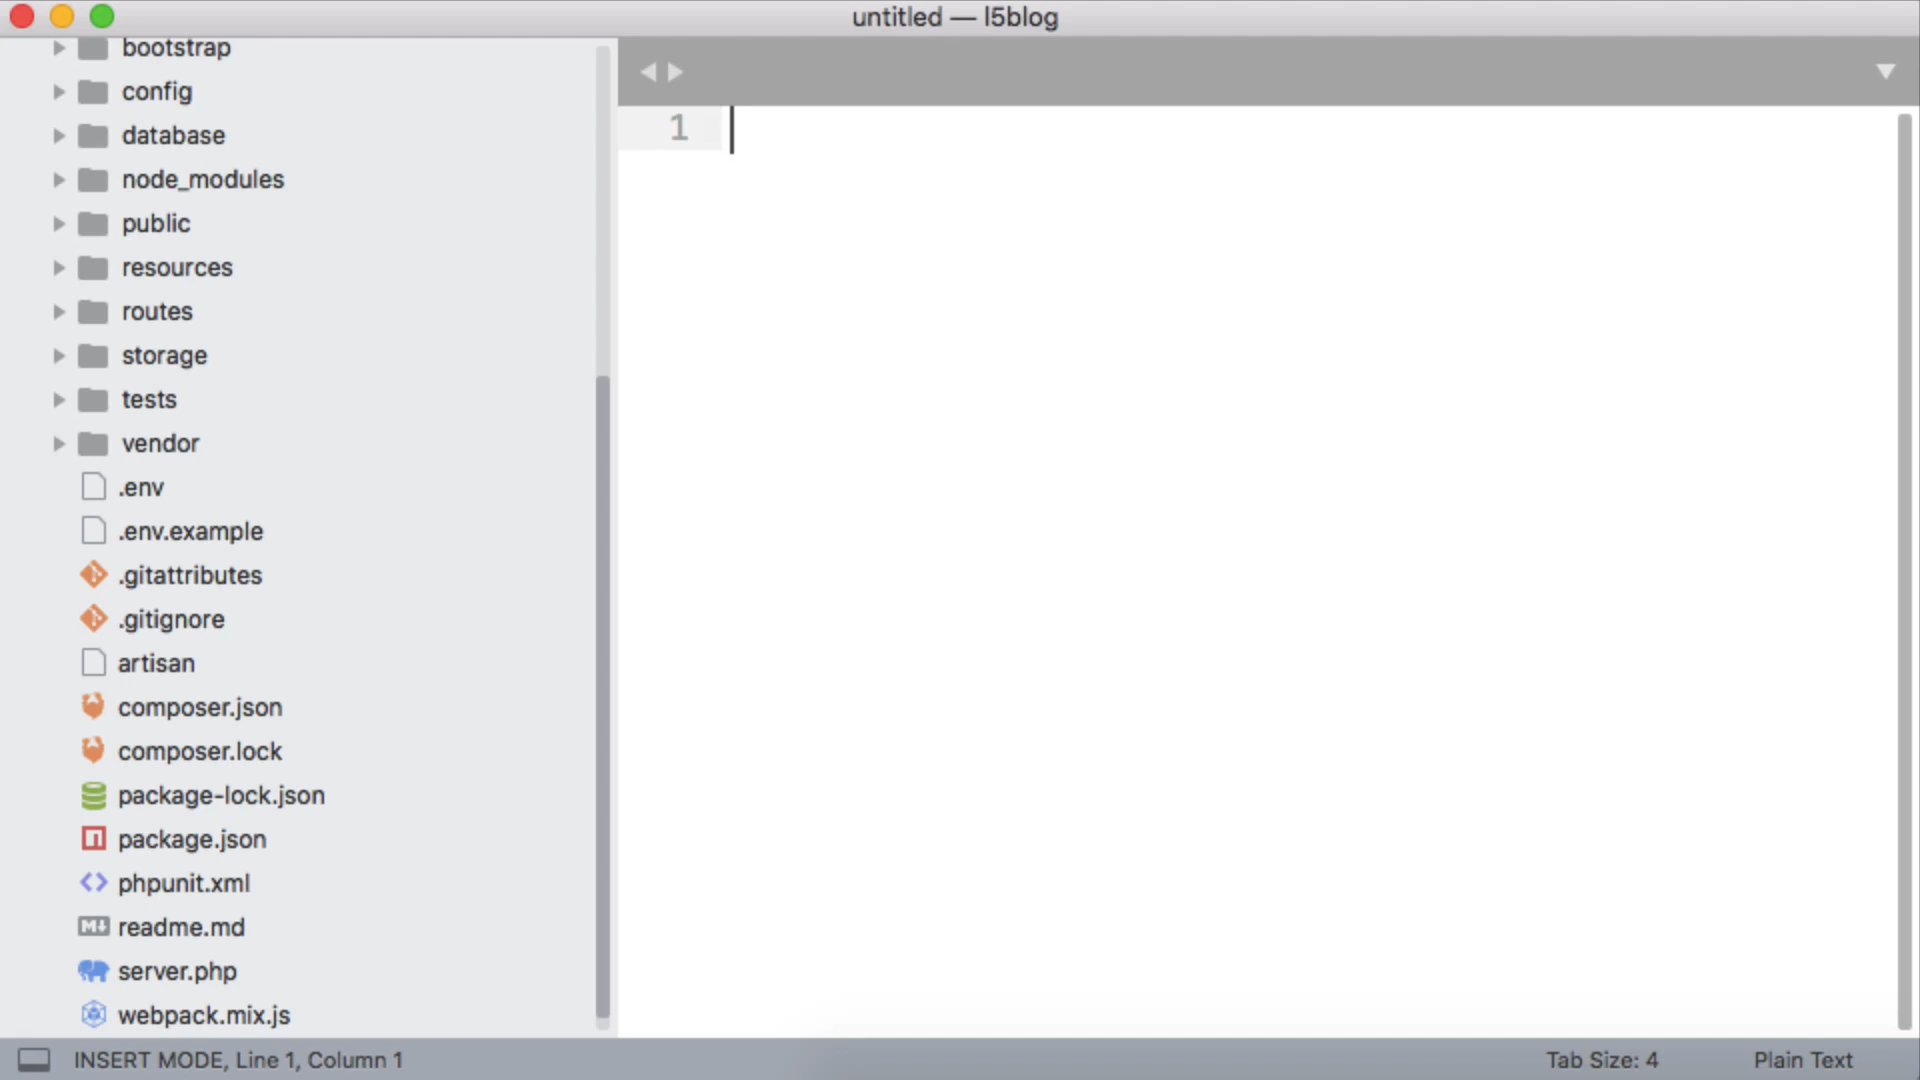 untitled — l5blog
bootstrap
config
database
node_modules
public
resources
routes
storage
tests
vendor
.env
.env.example
.gitattributes
.gitignore
artisan
composer.json
composer.lock
package-lock.json
package.json
phpunit.xml
readme.md
server.php
webpack.mix.js
1
INSERT MODE, Line 1, Column 1
Tab Size: 4
Plain Text